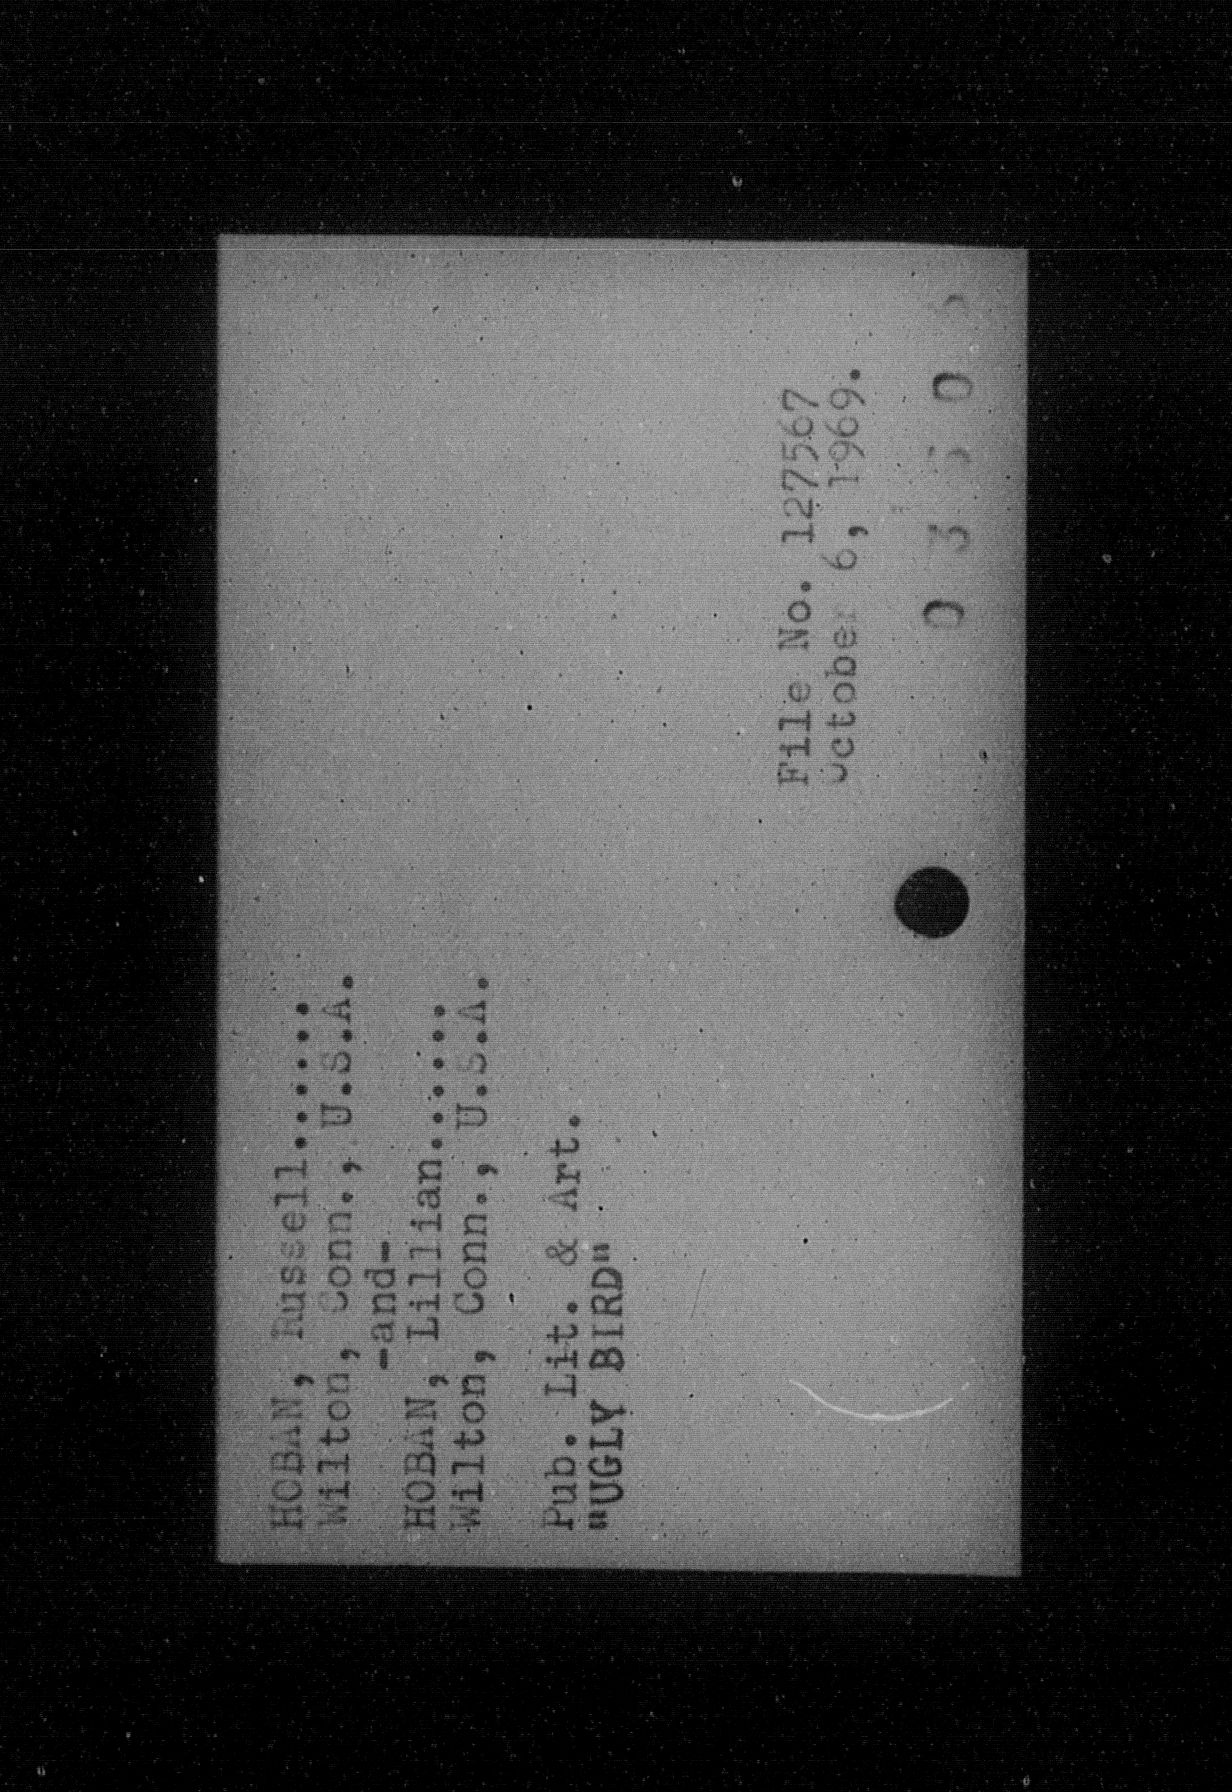 HOBAN, Russell......
Wilton, Conn., U.S.A.
-and-
HOBAN, Lillian......
Wilton, Conn., U.S.A.
Pub. Lit. & Art.
"UGLY BIRD"
File No. 127567
October 6, 1969.